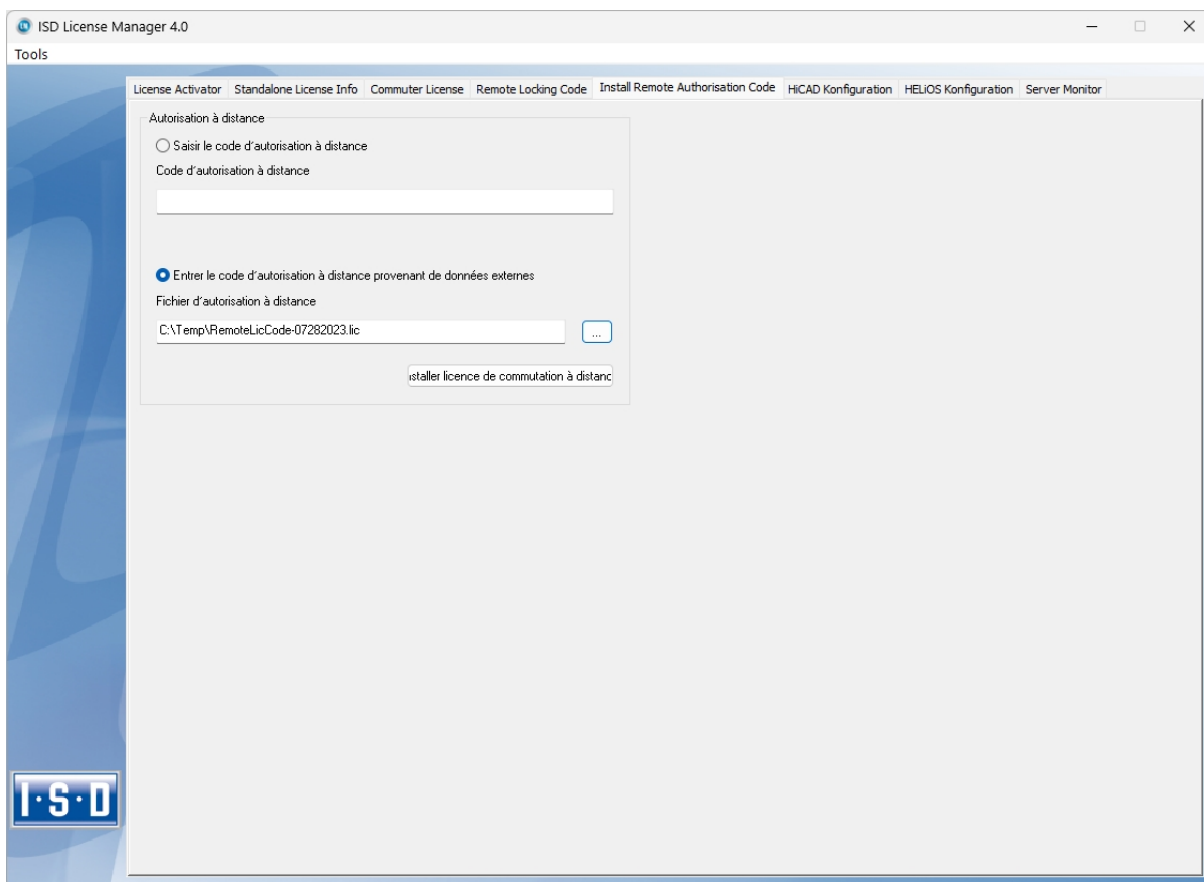 ISD License Manager 4.0
Tools
License Activator Standalone License Info Commuter License Remote Locking Code Install Remote Authorisation Code HiCAD Konfiguration HELiOS Konfiguration Server Monitor
Autorisation à distance
Saisir le code d´autorisation à distance
Code d´autorisation à distance
Entrer le code d´autorisation à distance provenant de données externes
Fichier d´autorisation à distance
C:\Temp\RemoteLicCode-07282023.lic
...
staller licence de commutation à distanc
I·S·D